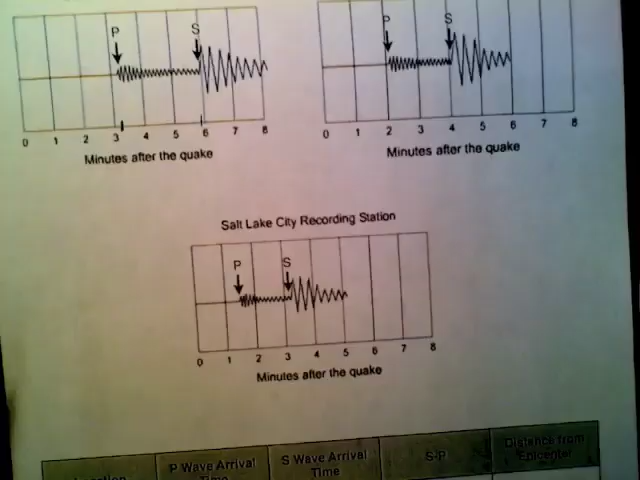 P S P S
0 1 2 3 4 5 6 7 8 0 1 2 3 4 5 6 7 8
Minutes after the quake Minutes after the quake
Salt Lake City Recording Station
P S
0 1 2 3 4 5 6 7 8
Minutes after the quake
P Wave Arrival S Wave Arrival S-P Distance from
Location Time Time Epicenter